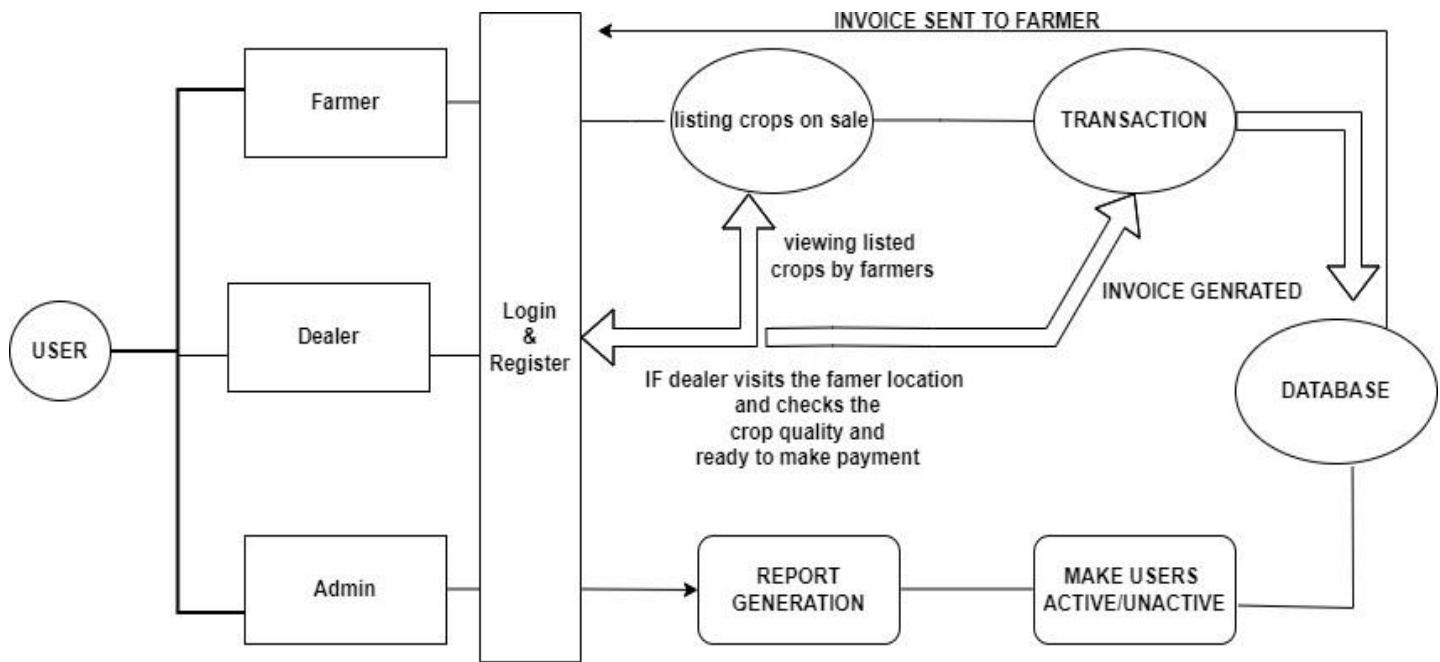 INVOICE SENT TO FARMER
Farmer
listing crops on sale
TRANSACTION
viewing listed
crops by farmers
INVOICE GENRATED
USER
Dealer
Login
&
Register
IF dealer visits the famer location
and checks the
crop quality and
ready to make payment
DATABASE
Admin
REPORT
GENERATION
MAKE USERS
ACTIVE/UNACTIVE